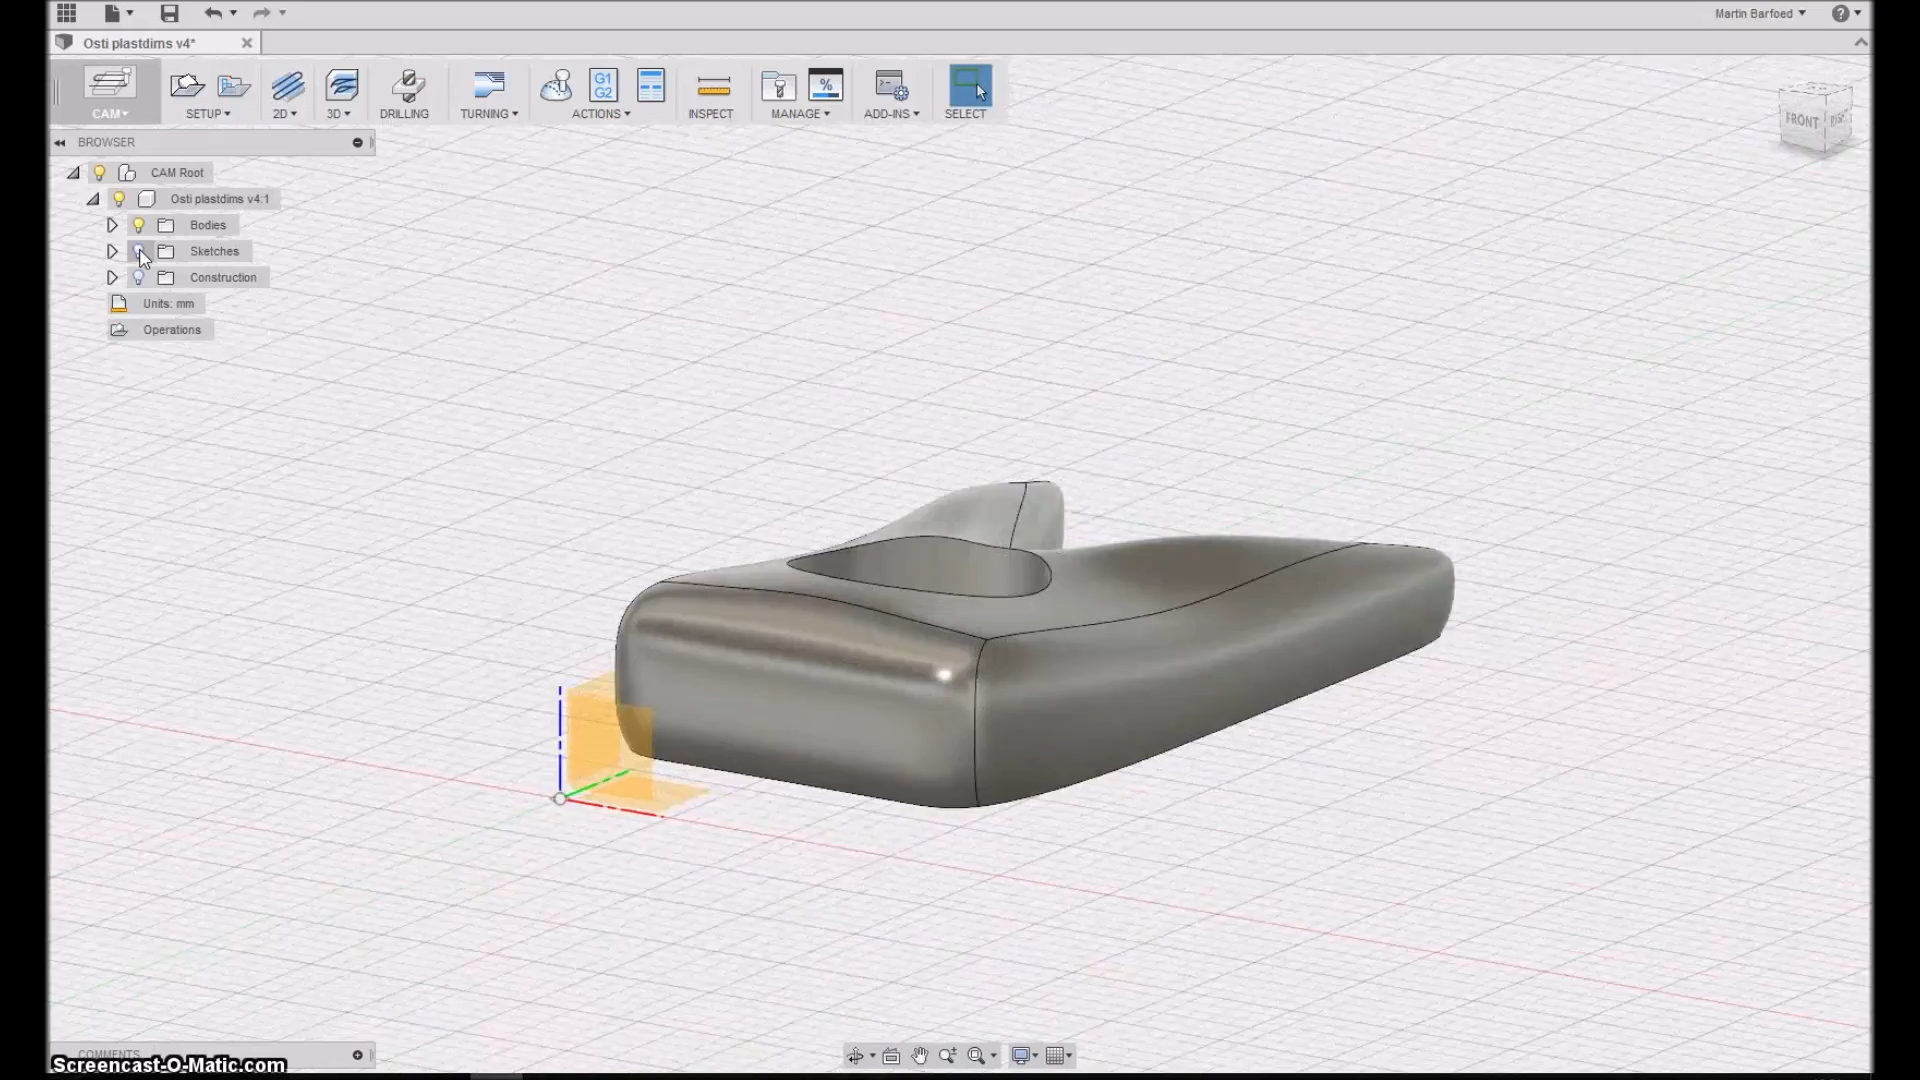 Martin Barfoed
Osti plastdims v4*
CAM
SETUP
2D
3D
DRILLING
TURNING
G1
G2
ACTIONS
INSPECT
%
MANAGE
ADD-INS
SELECT
FRONT
BROWSER
CAM Root
Osti plastdims v4:1
Bodies
Sketches
Construction
Units: mm
Operations
COMMENTS
Screencast-O-Matic.com